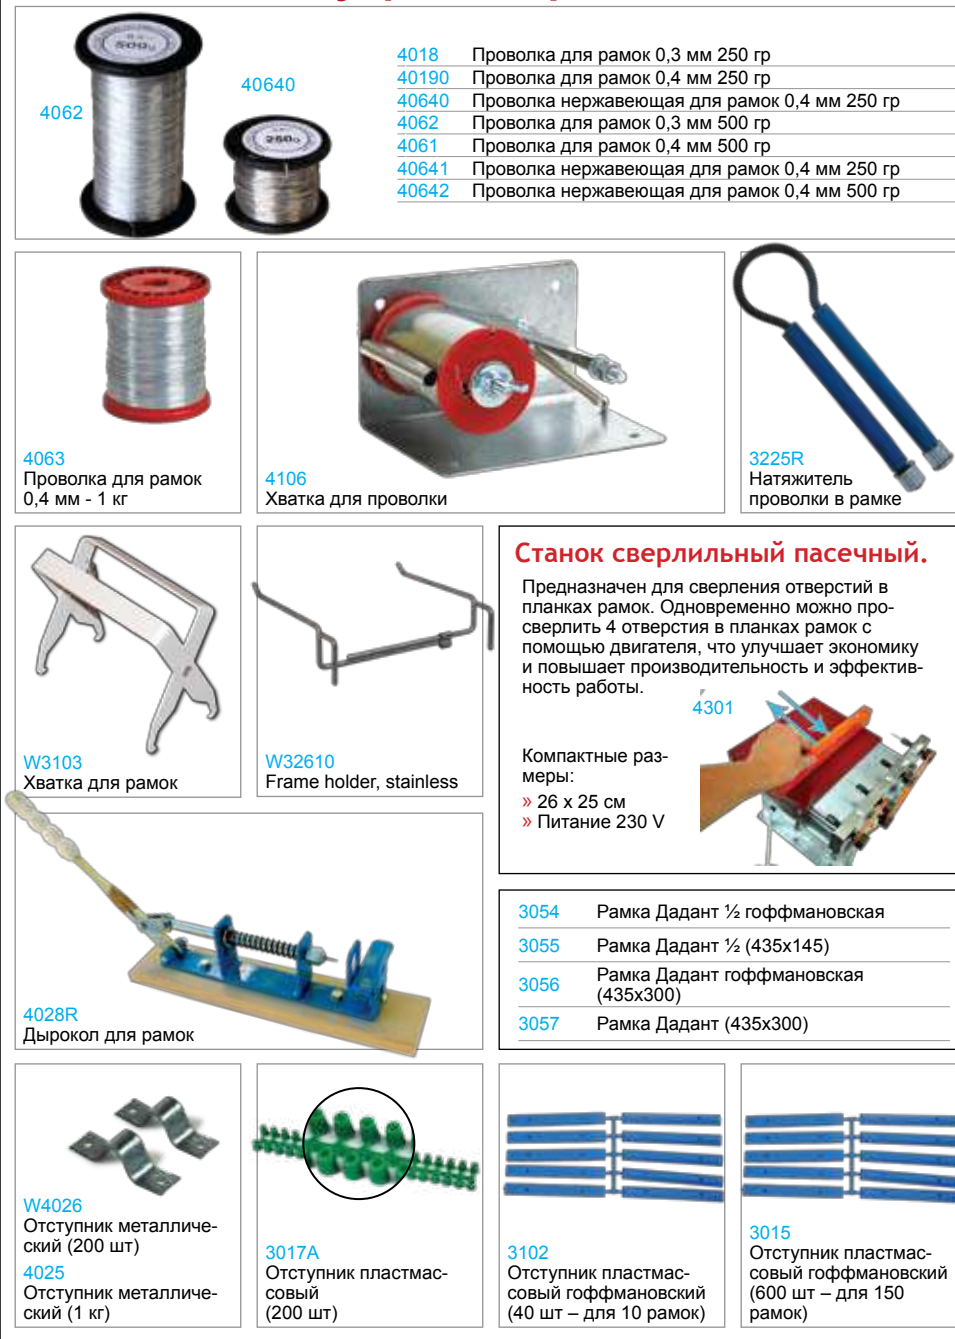 500g
4062
40640
250g
4018 Проволка для рамок 0,3 мм 250 гр
40190 Проволка для рамок 0,4 мм 250 гр
40640 Проволка нержавеющая для рамок 0,4 мм 250 гр
4062 Проволка для рамок 0,3 мм 500 гр
4061 Проволка для рамок 0,4 мм 500 гр
40641 Проволка нержавеющая для рамок 0,4 мм 250 гр
40642 Проволка нержавеющая для рамок 0,4 мм 500 гр
4063
Проволка для рамок
0,4 мм - 1 кг
4106
Хватка для проволки
3225R
Натяжитель
проволки в рамке
W3103
Хватка для рамок
W32610
Frame holder, stainless
Станок сверлильный пасечный.
Предназначен для сверления отверстий в
планках рамок. Одновременно можно про-
сверлить 4 отверстия в планках рамок с
помощью двигателя, что улучшает экономику
и повышает производительность и эффектив-
ность работы.
4301
Компактные раз-
меры:
» 26 x 25 см
» Питание 230 V
4028R
Дырокол для рамок
3054 Рамка Дадант ½ гоффмановская
3055 Рамка Дадант ½ (435x145)
3056 Рамка Дадант гоффмановская
(435x300)
3057 Рамка Дадант (435x300)
W4026
Отступник металличе-
ский (200 шт)
4025
Отступник металличе-
ский (1 кг)
3017A
Отступник пластмас-
совый
(200 шт)
3102
Отступник пластмас-
совый гоффмановский
(40 шт – для 10 рамок)
3015
Отступник пластмас-
совый гоффмановский
(600 шт – для 150
рамок)